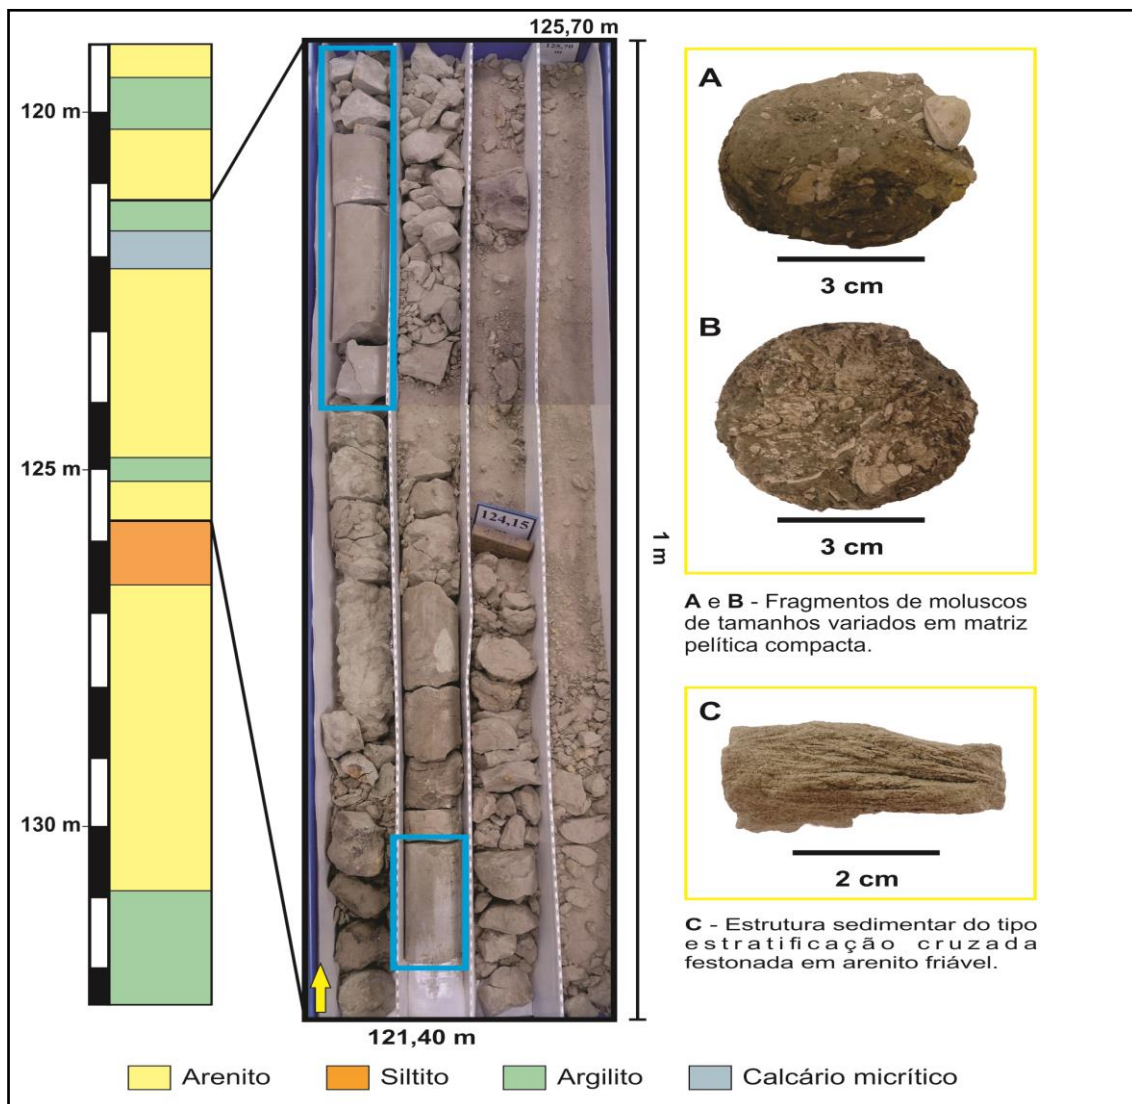 125,70 m
125,70
m
120 m
125 m
130 m
124,15
1 m
121,40 m
A
3 cm
B
3 cm
A e B - Fragmentos de moluscos
de tamanhos variados em matriz
pelítica compacta.
C
2 cm
C - Estrutura sedimentar do tipo
estratificação cruzada
festonada em arenito friável.
Arenito
Siltito
Argilito
Calcário micrítico